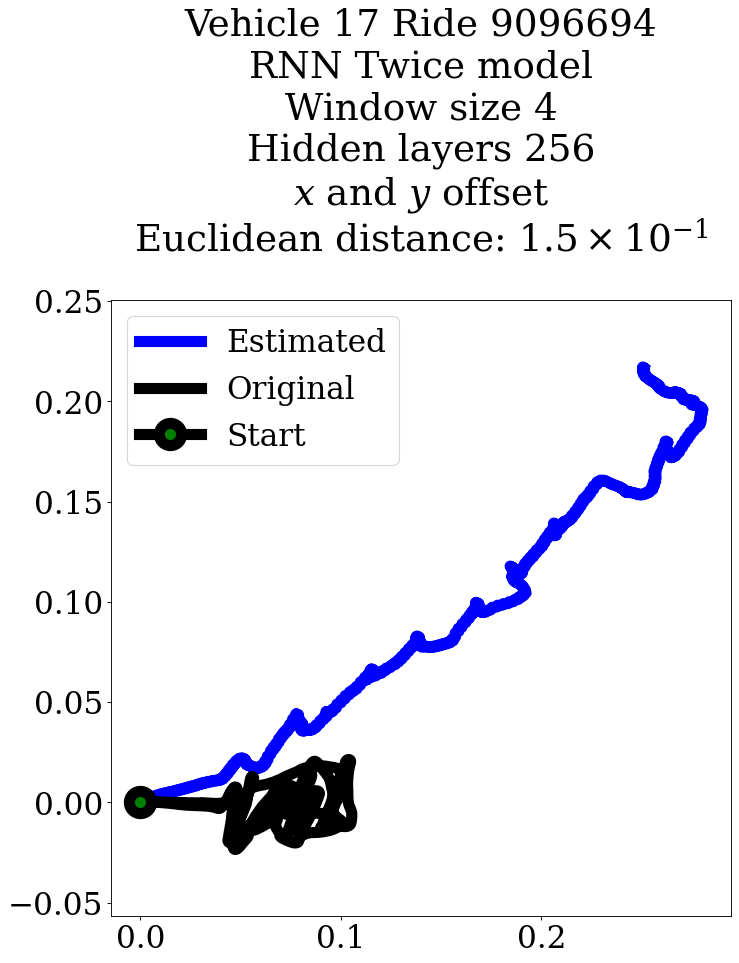 Vehicle 17 Ride 9096694
RNN Twice model
Window size 4
Hidden layers 256
x and y offset
Euclidean distance: 1.5 × 10⁻¹
0.25
Estimated
Original
Start
0.20
0.15
0.10
0.05
0.00
−0.05
0.0 0.1 0.2